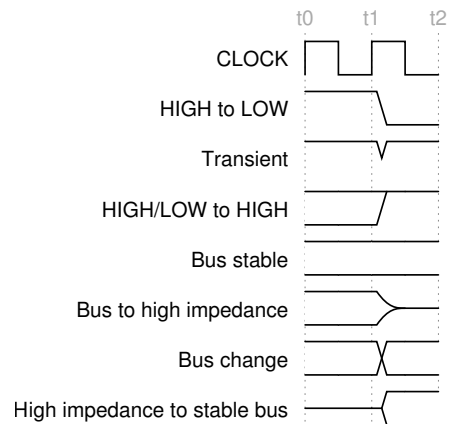 t0 t1 t2
CLOCK
HIGH to LOW
Transient
HIGH/LOW to HIGH
Bus stable
Bus to high impedance
Bus change
High impedance to stable bus